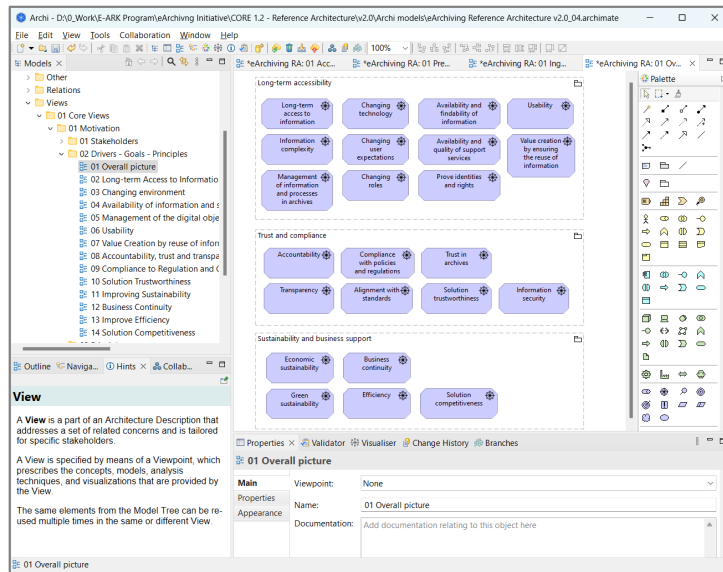 Archi - D:\0_Work\E-ARK Program\eArchivng Initiative\CORE 1.2 - Reference Architecture\v2.0\Archi models\eArchiving Reference Architecture v2.0_04.archimate
File Edit View Tools Collaboration Window Help
100%
Models
Other
Relations
Views
01 Core Views
01 Motivation
01 Stakeholders
02 Drivers - Goals - Principles
01 Overall picture
02 Long-term Access to Informatio
03 Changing environment
04 Availability of information and s
05 Management of the digital obje
06 Usability
07 Value Creation by reuse of infor
08 Accountability, trust and transpa
09 Compliance to Regulation and C
10 Solution Trustworthiness
11 Improving Sustainability
12 Business Continuity
13 Improve Efficiency
14 Solution Competitiveness
Outline Naviga... Hints Collab...
View
A View is a part of an Architecture Description that
addresses a set of related concerns and is tailored
for specific stakeholders.
A View is specified by means of a Viewpoint, which
prescribes the concepts, models, analysis
techniques, and visualizations that are provided by
the View.
The same elements from the Model Tree can be re-
used multiple times in the same or different View.
*eArchiving RA: 01 Acc... *eArchiving RA: 01 Pre... *eArchiving RA: 01 Ing... *eArchiving RA: 01 Ov...
Long-term accessibility
Long-term
access to
information
Changing
technology
Availability and
findability of
information
Usability
Information
complexity
Changing
user
expectations
Availability and
quality of support
services
Value creation
by ensuring
the reuse of
information
Management
of information
and processes
in archives
Changing
roles
Prove identities
and rights
Trust and compliance
Accountability
Compliance
with policies
and regulations
Trust in
archives
Transparency
Alignment with
standards
Solution
trustworthiness
Information
security
Sustainability and business support
Economic
sustainability
Business
continuity
Green
sustainability
Efficiency
Solution
competitiveness
Palette
Properties Validator Visualiser Change History Branches
01 Overall picture
Main
Properties
Appearance
Viewpoint: None
Name: 01 Overall picture
Documentation: Add documentation relating to this object here
01 Overall picture